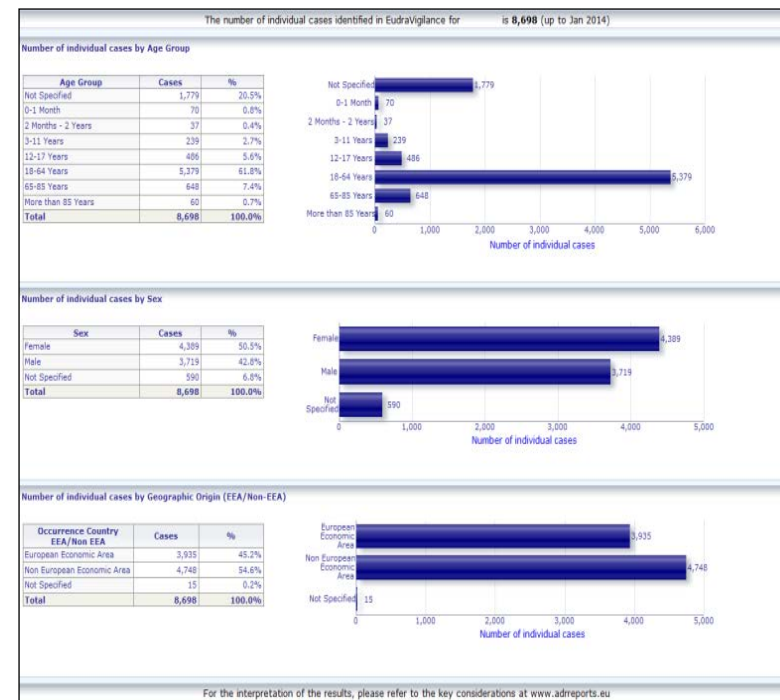 The number of individual cases identified in EudraVigilance for is 8,698 (up to Jan 2014)
Number of individual cases by Age Group
Age Group Cases %
Not Specified 1,779 20.5%
0-1 Month 70 0.8%
2 Months - 2 Years 37 0.4%
3-11 Years 239 2.7%
12-17 Years 486 5.6%
18-64 Years 5,379 61.8%
65-85 Years 648 7.4%
More than 85 Years 60 0.7%
Total 8,698 100.0%
Not Specified 1,779
0-1 Month 70
2 Months - 2 Years 37
3-11 Years 239
12-17 Years 486
18-64 Years 5,379
65-85 Years 648
More than 85 Years 60
0 1,000 2,000 3,000 4,000 5,000 6,000
Number of individual cases
Number of individual cases by Sex
Sex Cases %
Female 4,389 50.5%
Male 3,719 42.8%
Not Specified 590 6.8%
Total 8,698 100.0%
Female 4,389
Male 3,719
Not
Specified 590
0 1,000 2,000 3,000 4,000 5,000
Number of individual cases
Number of individual cases by Geographic Origin (EEA/Non-EEA)
Occurrence Country
EEA/Non EEA Cases %
European Economic Area 3,935 45.2%
Non European Economic Area 4,748 54.6%
Not Specified 15 0.2%
Total 8,698 100.0%
European
Economic
Area 3,935
Non European
Economic
Area 4,748
Not Specified 15
0 1,000 2,000 3,000 4,000 5,000
Number of individual cases
For the interpretation of the results, please refer to the key considerations at www.adrreports.eu